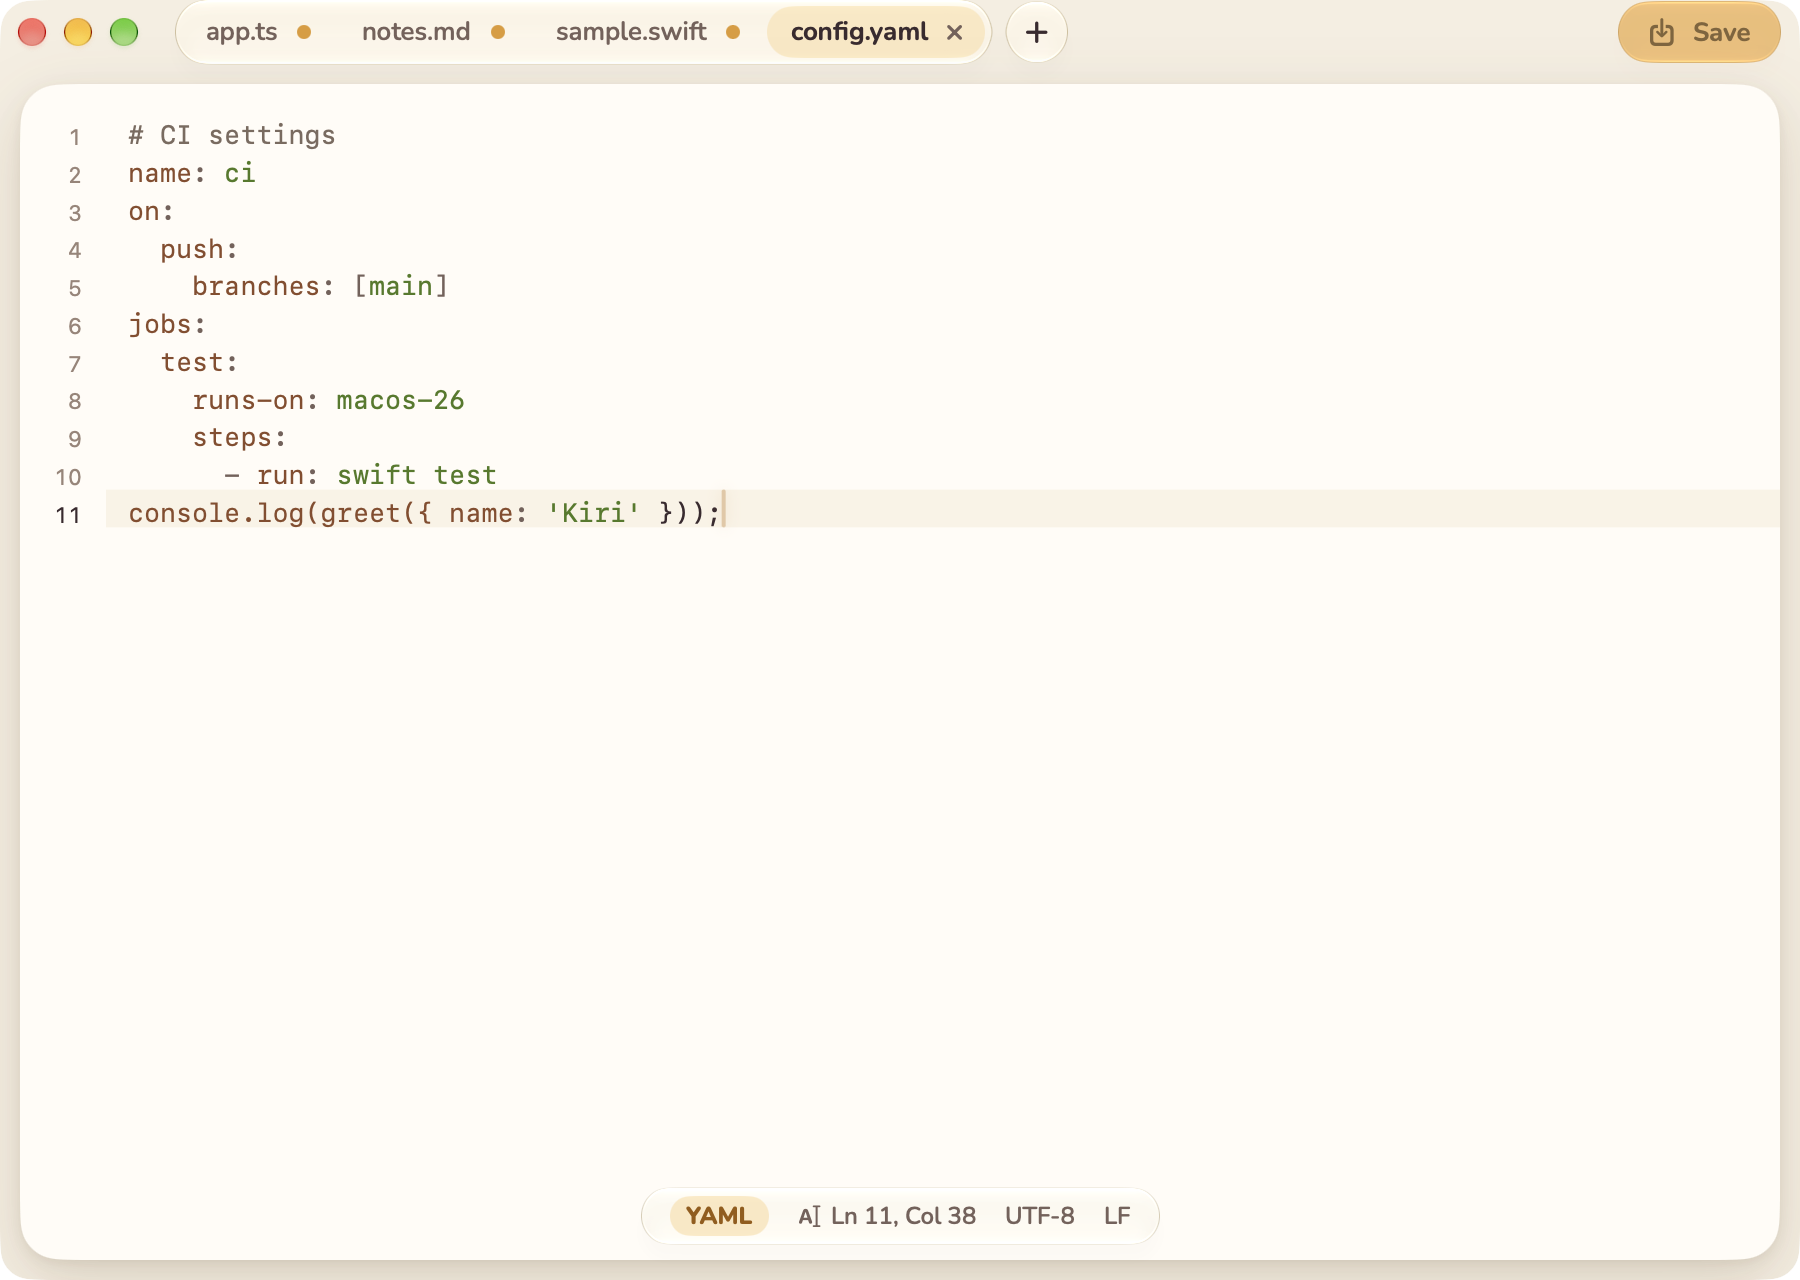 app.ts notes.md sample.swift config.yaml Save
1 # CI settings
2 name: ci
3 on:
4   push:
5     branches: [main]
6 jobs:
7   test:
8     runs-on: macos-26
9     steps:
10       - run: swift test
11 console.log(greet({ name: 'Kiri' }));
YAML Ln 11, Col 38 UTF-8 LF